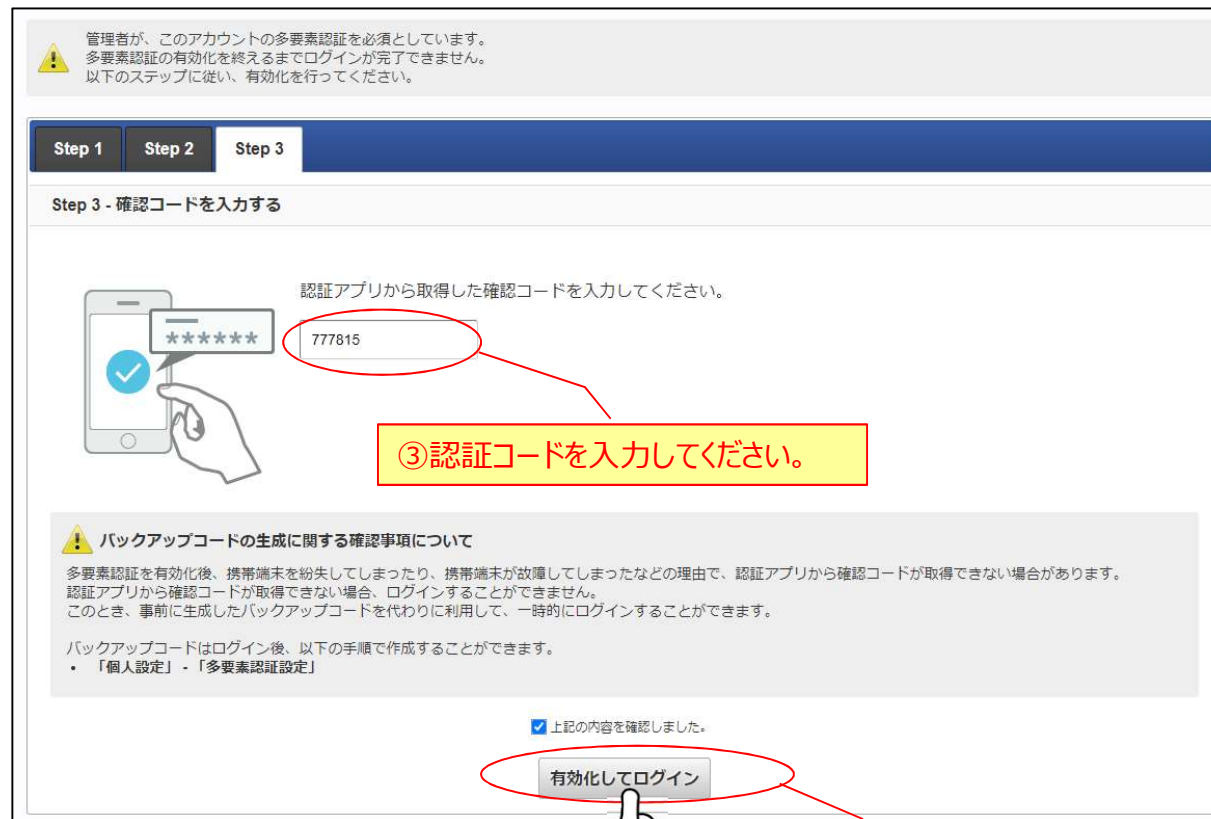 管理者が、このアカウントの多要素認証を必須としています。
多要素認証の有効化を終えるまでログインが完了できません。
以下のステップに従い、有効化を行ってください。
Step 1 Step 2 Step 3
Step 3 - 確認コードを入力する
認証アプリから取得した確認コードを入力してください。
******
777815
③認証コードを入力してください。
バックアップコードの生成に関する確認事項について
多要素認証を有効化後、携帯端末を紛失してしまったり、携帯端末が故障してしまったなどの理由で、認証アプリから確認コードが取得できない場合があります。
認証アプリから確認コードが取得できない場合、ログインすることができません。
このとき、事前に生成したバックアップコードを代わりに利用して、一時的にログインすることができます。
バックアップコードはログイン後、以下の手順で作成することができます。
• 「個人設定」 - 「多要素認証設定」
上記の内容を確認しました。
有効化してログイン